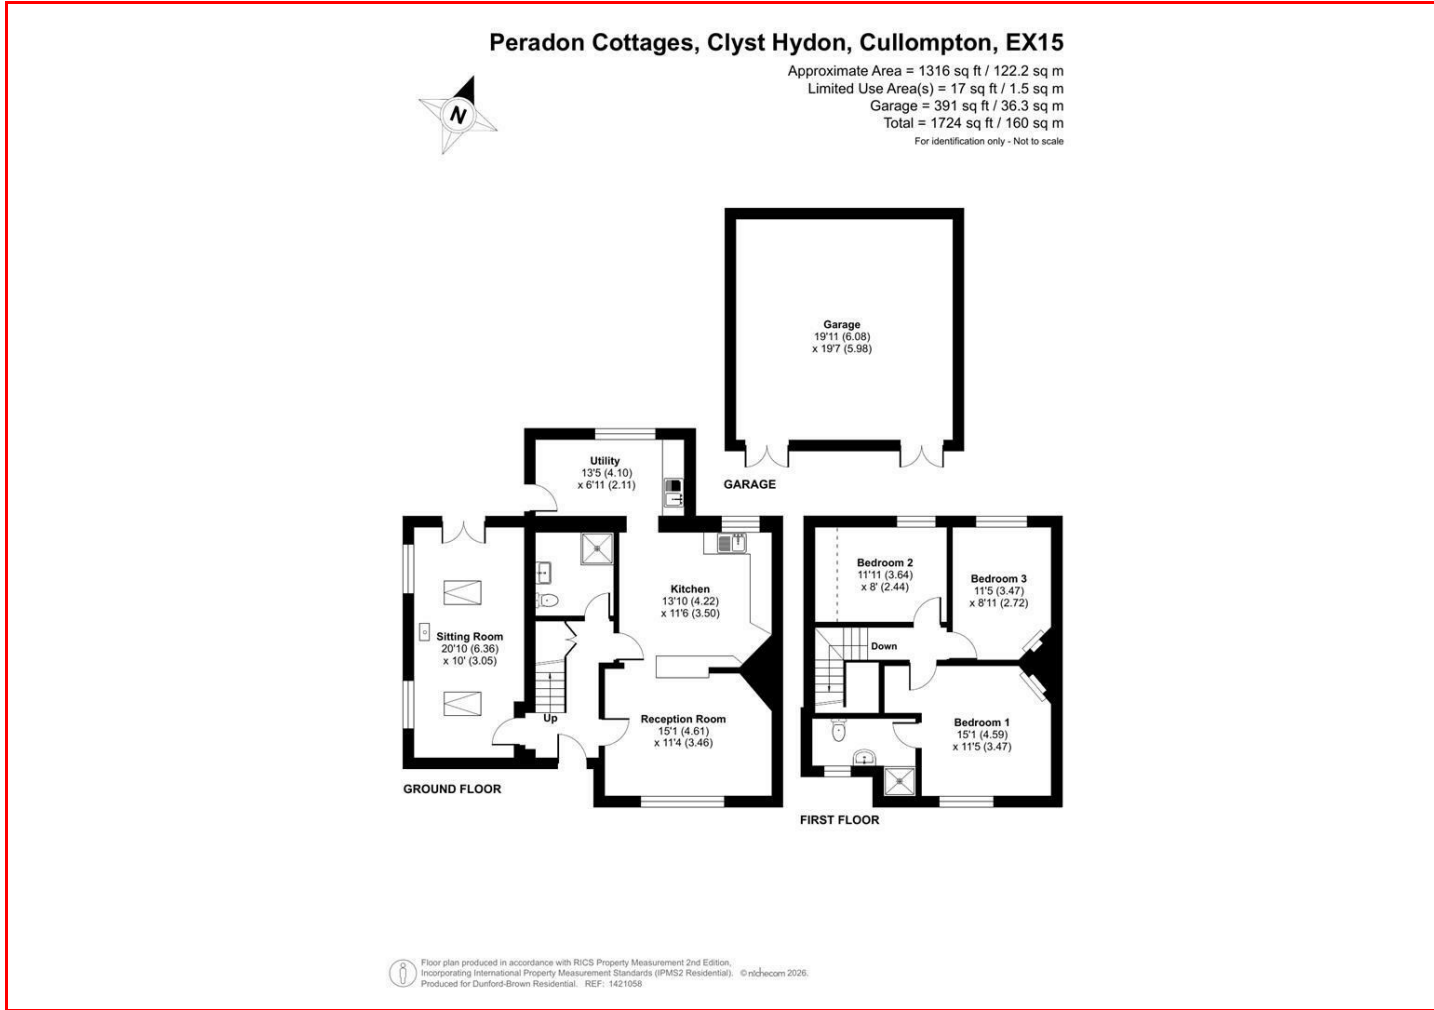 Peradon Cottages, Clyst Hydon, Cullompton, EX15
Approximate Area = 1316 sq ft / 122.2 sq m
Limited Use Area(s) = 17 sq ft / 1.5 sq m
Garage = 391 sq ft / 36.3 sq m
Total = 1724 sq ft / 160 sq m
For identification only - Not to scale
N
Garage
19'11 (6.08)
x 19'7 (5.98)
GARAGE
Utility
13'5 (4.10)
x 6'11 (2.11)
Kitchen
13'10 (4.22)
x 11'6 (3.50)
Sitting Room
20'10 (6.36)
x 10' (3.05)
Up
Reception Room
15'1 (4.61)
x 11'4 (3.46)
GROUND FLOOR
Bedroom 2
11'11 (3.64)
x 8' (2.44)
Bedroom 3
11'5 (3.47)
x 8'11 (2.72)
Down
Bedroom 1
15'1 (4.59)
x 11'5 (3.47)
FIRST FLOOR
Floor plan produced in accordance with RICS Property Measurement 2nd Edition,
Incorporating International Property Measurement Standards (IPMS2 Residential). © nichecom 2026.
Produced for Dunford-Brown Residential. REF: 1421058